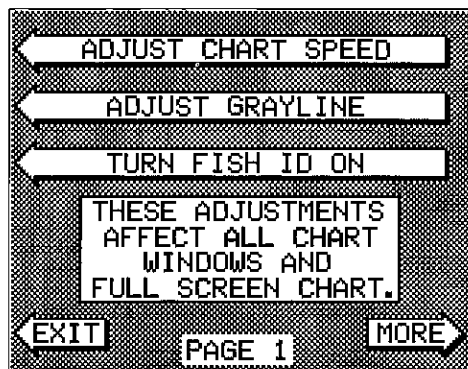 ADJUST CHART SPEED
ADJUST GRAYLINE
TURN FISH ID ON
THESE ADJUSTMENTS
AFFECT ALL CHART
WINDOWS AND
FULL SCREEN CHART.
EXIT
MORE
PAGE 1